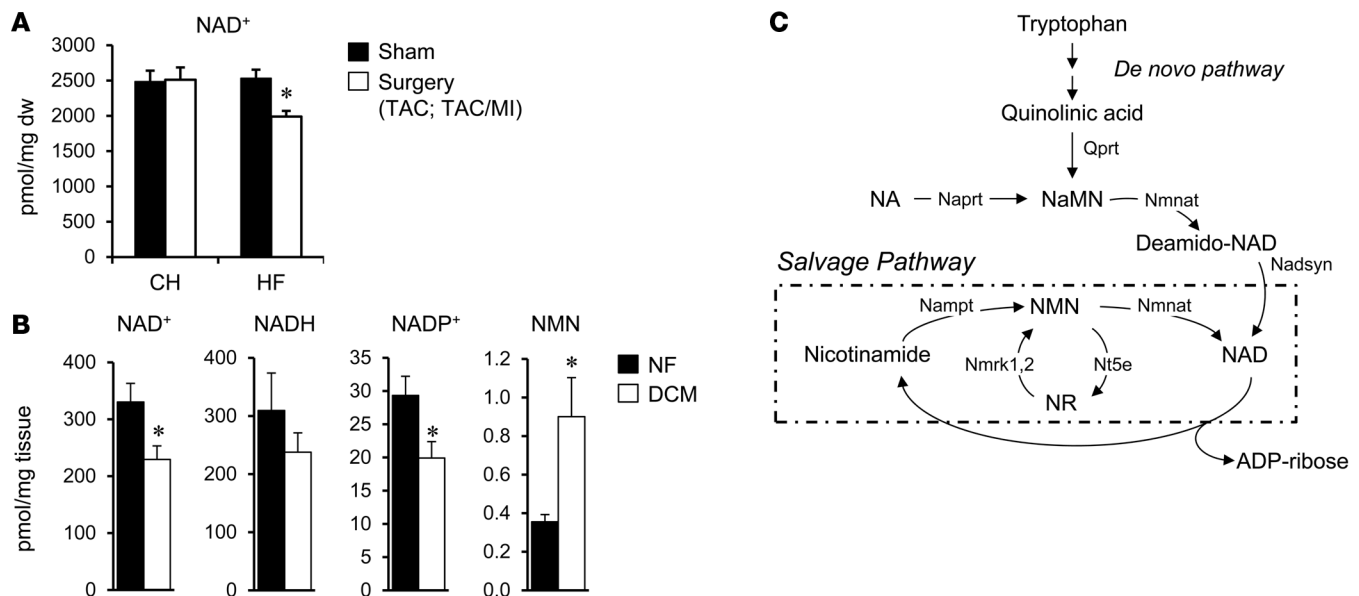 A
NAD+
3000
2500
2000
1500
1000
500
0
pmol/mg dw
*
CH
HF
Sham
Surgery
(TAC; TAC/MI)
B
pmol/mg tissue
NAD+
400
300
200
100
0
*
NADH
400
300
200
100
0
NADP+
35
30
25
20
15
10
5
0
*
NMN
1.2
1.0
0.8
0.6
0.4
0.2
0.0
*
NF
DCM
C
Tryptophan
De novo pathway
Quinolinic acid
Qprt
NA Naprt NaMN Nmnat
Deamido-NAD
Nadsyn
Salvage Pathway
Nampt NMN Nmnat
Nicotinamide Nmrk1,2 Nt5e NAD
NR
ADP-ribose